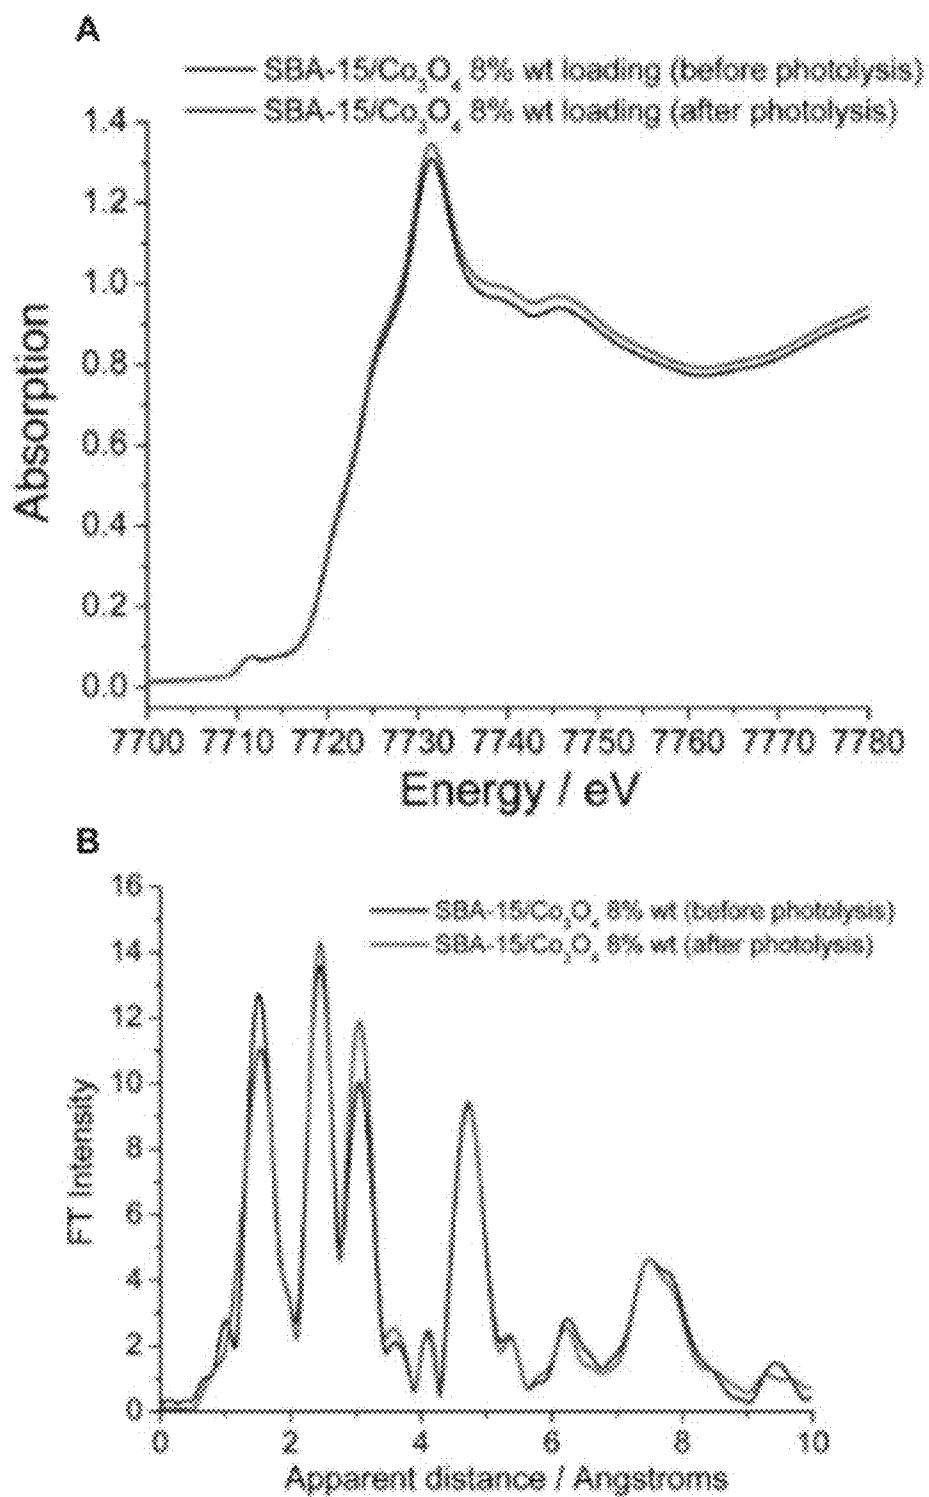 A
SBA-15/Co₃O₄ 8% wt loading (before photolysis)
SBA-15/Co₃O₄ 8% wt loading (after photolysis)
1.4
1.2
1.0
0.8
0.6
0.4
0.2
0.0
Absorption
7700 7710 7720 7730 7740 7750 7760 7770 7780
Energy / eV
B
SBA-15/Co₃O₄ 8% wt (before photolysis)
SBA-15/Co₃O₄ 8% wt (after photolysis)
16
14
12
10
8
6
4
2
0
FT Intensity
0 2 4 6 8 10
Apparent distance / Angstroms